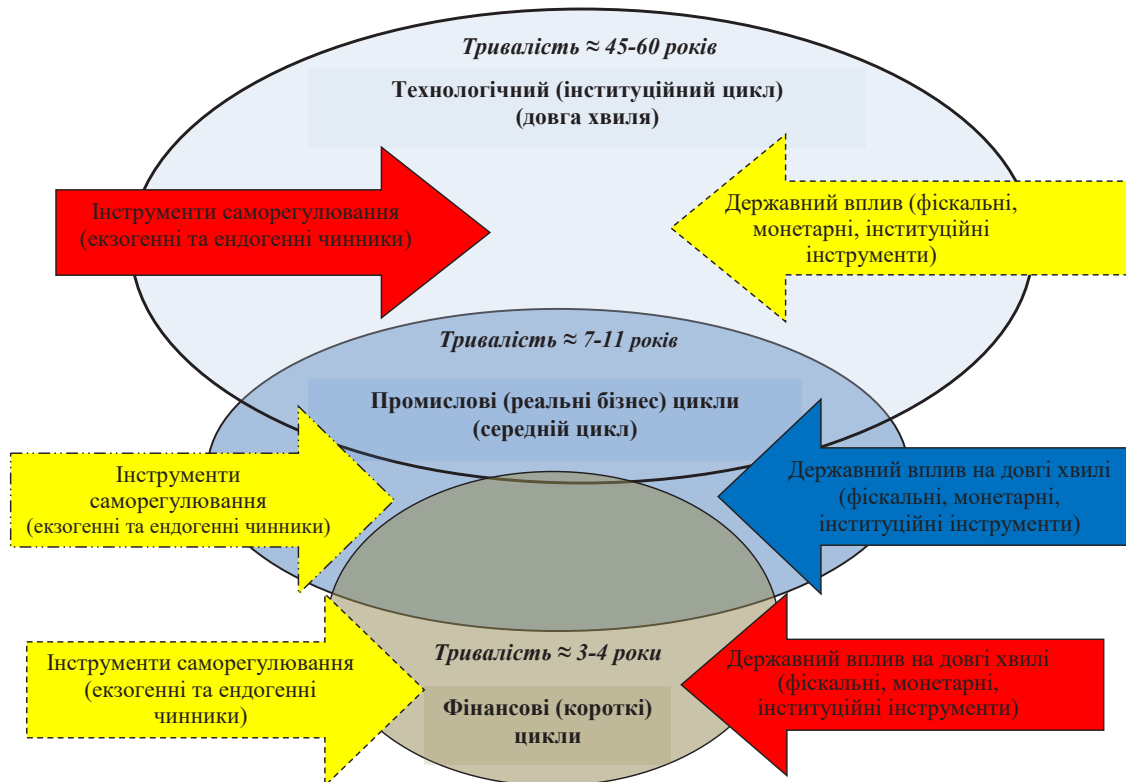 Тривалість ≈ 45-60 років
Технологічний (інституційний цикл)
(довга хвиля)
Інструменти саморегулювання
(екзогенні та ендогенні чинники)
Державний вплив (фіскальні,
монетарні, інституційні
інструменти)
Тривалість ≈ 7-11 років
Промислові (реальні бізнес) цикли
(середній цикл)
Інструменти
саморегулювання
(екзогенні та ендогенні чинники)
Державний вплив на довгі хвилі
(фіскальні, монетарні,
інституційні інструменти)
Тривалість ≈ 3-4 роки
Фінансові (короткі)
цикли
Інструменти саморегулювання
(екзогенні та ендогенні
чинники)
Державний вплив на довгі хвилі
(фіскальні, монетарні,
інституційні інструменти)